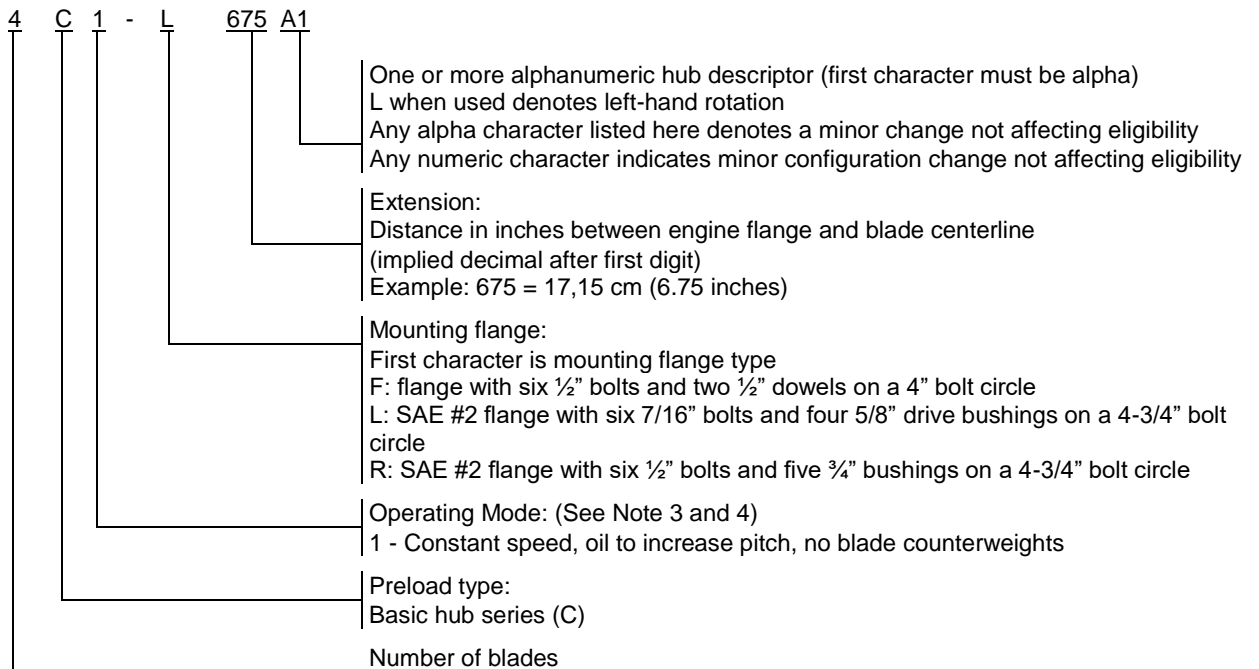 4 C 1 - L 675 A1
One or more alphanumeric hub descriptor (first character must be alpha)
L when used denotes left-hand rotation
Any alpha character listed here denotes a minor change not affecting eligibility
Any numeric character indicates minor configuration change not affecting eligibility
Extension:
Distance in inches between engine flange and blade centerline
(implied decimal after first digit)
Example: 675 = 17,15 cm (6.75 inches)
Mounting flange:
First character is mounting flange type
F: flange with six ½” bolts and two ½” dowels on a 4” bolt circle
L: SAE #2 flange with six 7/16” bolts and four 5/8” drive bushings on a 4-3/4” bolt
circle
R: SAE #2 flange with six ½” bolts and five ¾” bushings on a 4-3/4” bolt circle
Operating Mode: (See Note 3 and 4)
1 - Constant speed, oil to increase pitch, no blade counterweights
Preload type:
Basic hub series (C)
Number of blades